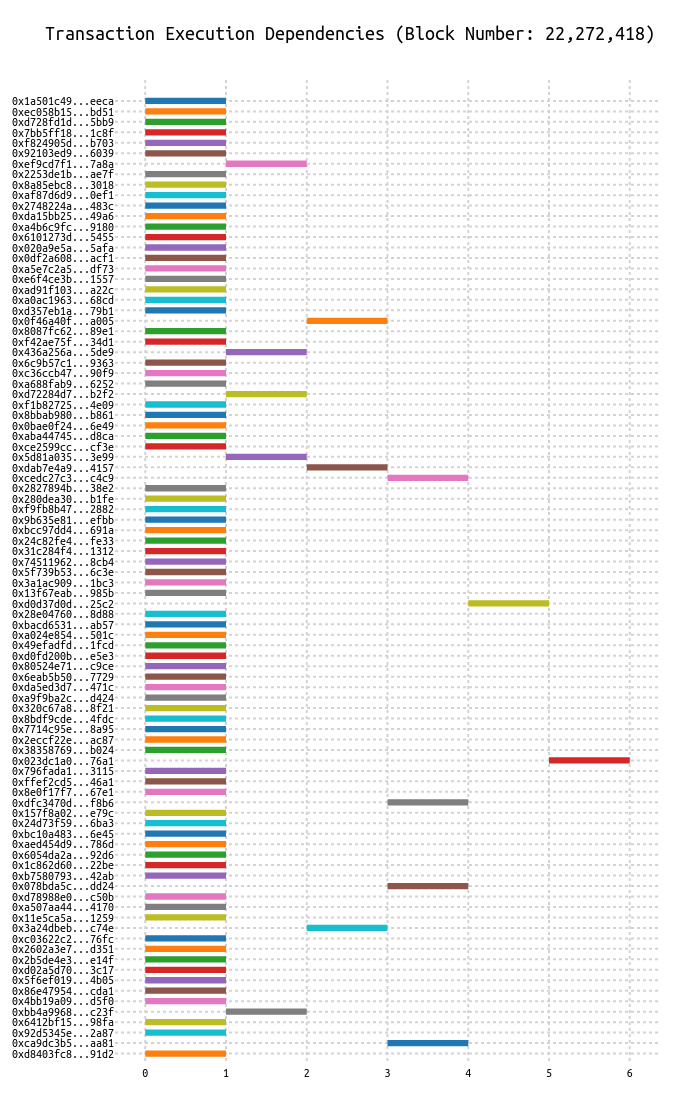 Transaction Execution Dependencies (Block Number: 22,272,418)
0x1a501c49...eeca
0xec058b15...bd51
0xd728fd1d...5bb9
0x7bb5ff18...1c8f
0xf824905d...b703
0x92103ed9...6039
0xef9cd7f1...7a8a
0x2253de1b...ae7f
0x8a85ebc8...3018
0xaf87d6d9...0ef1
0x2748224a...483c
0xda15bb25...49a6
0xa4b6c9fc...9180
0x6101273d...5455
0x020a9e5a...5afa
0x0df2a608...acf1
0xa5e7c2a5...df73
0xe6f4ce3b...1557
0xad91f103...a22c
0xa0ac1963...68cd
0xd357eb1a...79b1
0x0f46a40f...a005
0x8087fc62...89e1
0xf42ae75f...34d1
0x436a256a...5de9
0x6c9b57c1...9363
0xc36ccb47...90f9
0xa688fab9...6252
0xd72284d7...b2f2
0xf1b82725...4e09
0x8bbab980...b861
0x0bae0f24...6e49
0xaba44745...d8ca
0xce2599cc...cf3e
0x5d81a035...3e99
0xdab7e4a9...4157
0xcedc27c3...c4c9
0x2827894b...38e2
0x280dea30...b1fe
0xf9fb8b47...2882
0x9b635e81...efbb
0xbcc97dd4...691a
0x24c82fe4...fe33
0x31c284f4...1312
0x74511962...8cb4
0x5f739b53...6c3e
0x3a1ac909...1bc3
0x13f67eab...985b
0xd0d37d0d...25c2
0x28e04760...8d88
0xbacd6531...ab57
0xa024e854...501c
0x49efadfd...1fcd
0xd0fd200b...e5e3
0x80524e71...c9ce
0x6eab5b50...7729
0xda5ed3d7...471c
0xa9f9ba2c...d424
0x320c67a8...8f21
0x8bdf9cde...4fdc
0x7714c95e...8a95
0x2eccf22e...ac87
0x38358769...b024
0x023dc1a0...76a1
0x796fada1...3115
0xffef2cd5...46a1
0x8e0f17f7...67e1
0xdfc3470d...f8b6
0x157f8a02...e79c
0x24d73f59...6ba3
0xbc10a483...6e45
0xaed454d9...786d
0x6054da2a...92d6
0x1c862d60...22be
0xb7580793...42ab
0x078bda5c...dd24
0xd78988e0...c50b
0xa507aa44...4170
0x11e5ca5a...1259
0x3a24dbeb...c74e
0xc03622c2...76fc
0x2602a3e7...d351
0x2b5de4e3...e14f
0xd02a5d70...3c17
0x5f6ef019...4b05
0x86e47954...cda1
0x4bb19a09...d5f0
0xbb4a9968...c23f
0x6412bf15...98fa
0x92d5345e...2a87
0xca9dc3b5...aa81
0xd8403fc8...91d2
0 1 2 3 4 5 6